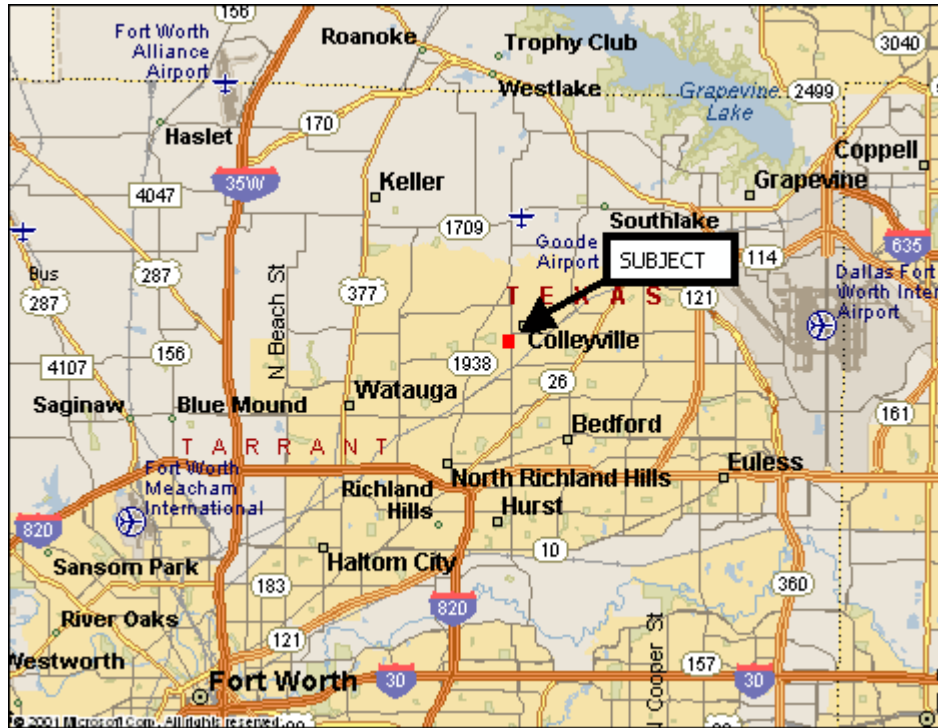 156
Fort Worth
Alliance
Airport
Roanoke
Trophy Club
3040
Westlake
Grapevine
Lake
2499
Haslet
170
Coppell
35W
Keller
Grapevine
4047
1709
Southlake
635
Goode
Airport
SUBJECT
114
Bus
287
287
N Beach St
377
TEXAS
121
Dallas Fort
Worth Inter
Airport
156
Colleyville
4107
1938
26
Watauga
Saginaw
Blue Mound
161
Bedford
TARRANT
Fort Worth
Meacham
International
Euless
North Richland Hills
Richland
Hills
Hurst
820
10
Sansom Park
Haltom City
183
360
820
River Oaks
121
N Cooper St
Westworth
157
Fort Worth
30
30
© 2001 Microsoft Corp. All rights reserved.